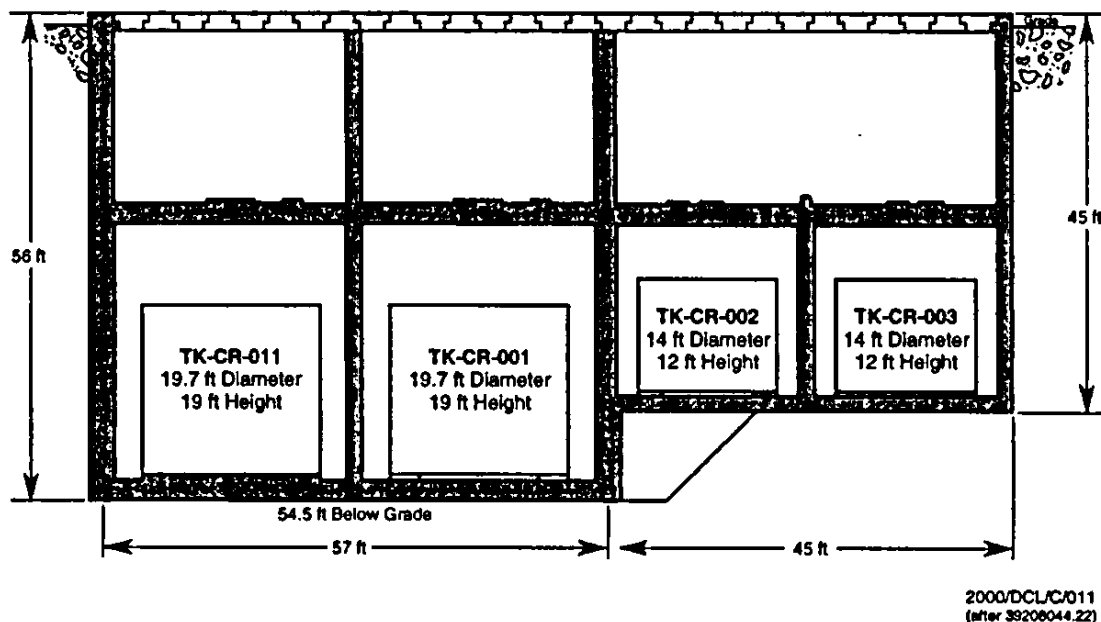 Grade
56 ft
45 ft
TK-CR-011
19.7 ft Diameter
19 ft Height
TK-CR-001
19.7 ft Diameter
19 ft Height
TK-CR-002
14 ft Diameter
12 ft Height
TK-CR-003
14 ft Diameter
12 ft Height
54.5 ft Below Grade
57 ft
45 ft
2000/DCL/C/011
(after 39206044.22)